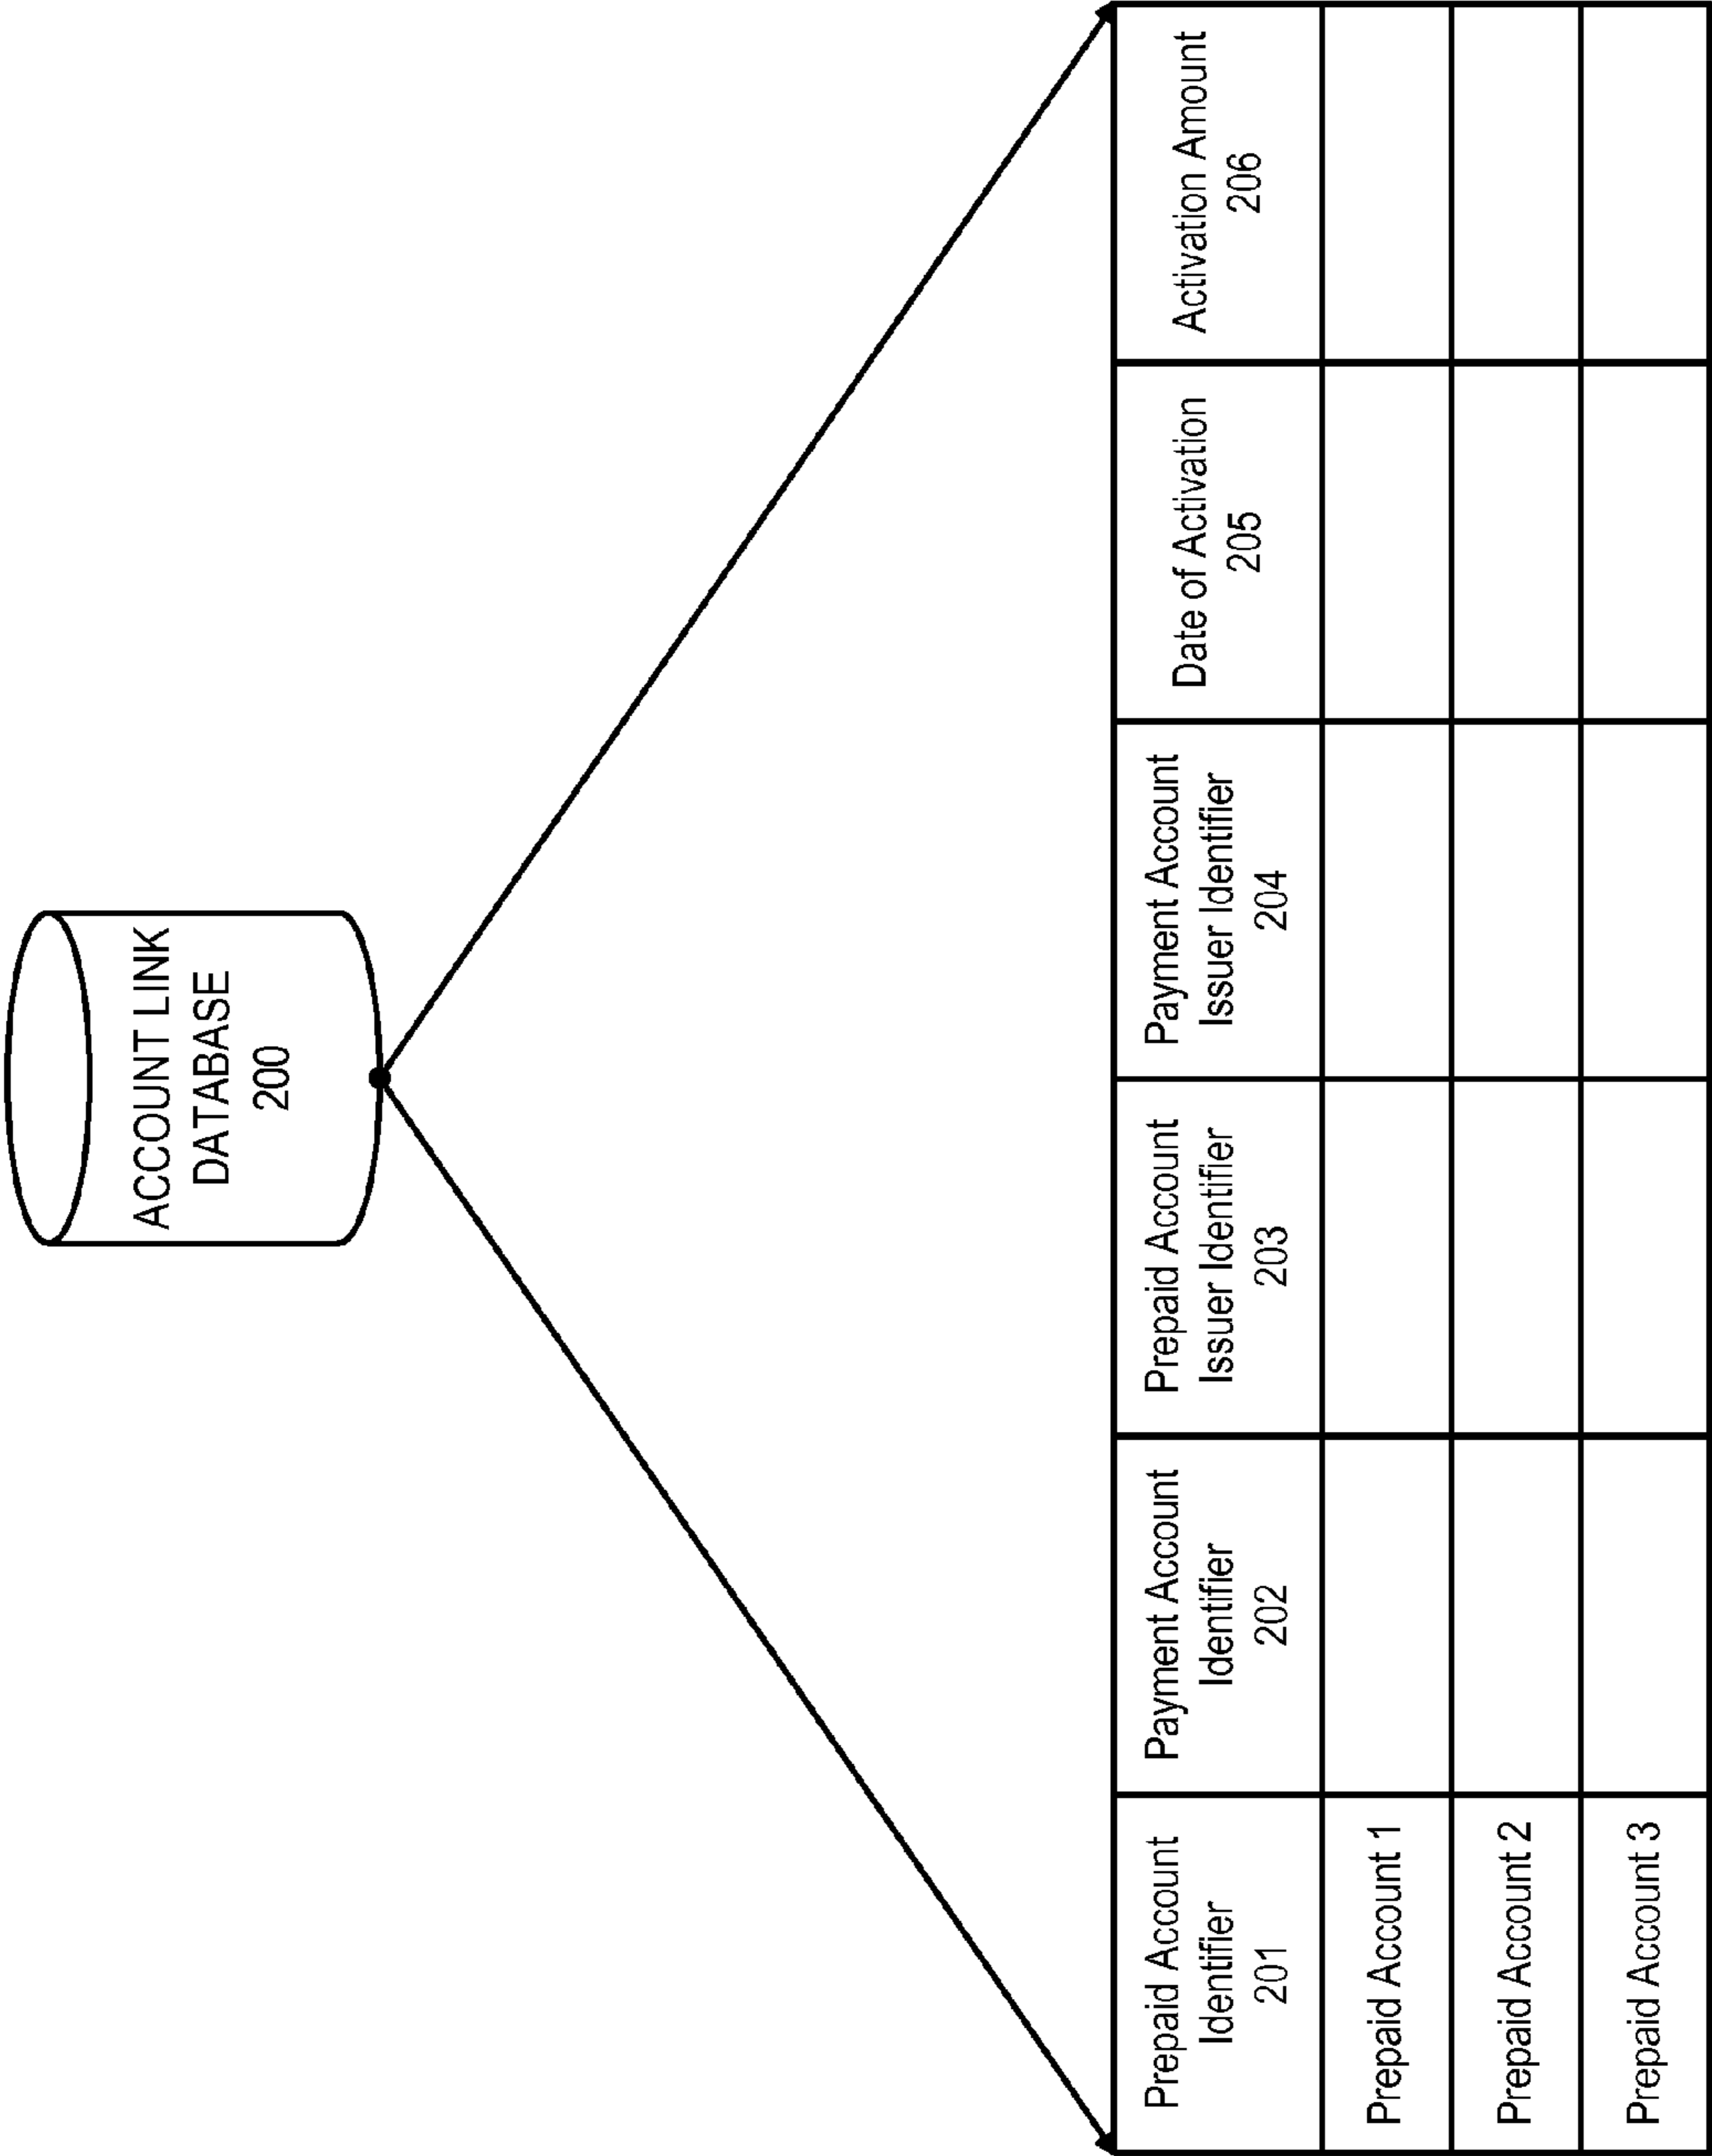 ACCOUNT LINK
DATABASE
200
Prepaid Account
Identifier
201
Payment Account
Identifier
202
Prepaid Account
Issuer Identifier
203
Payment Account
Issuer Identifier
204
Date of Activation
205
Activation Amount
206
Prepaid Account 1
Prepaid Account 2
Prepaid Account 3